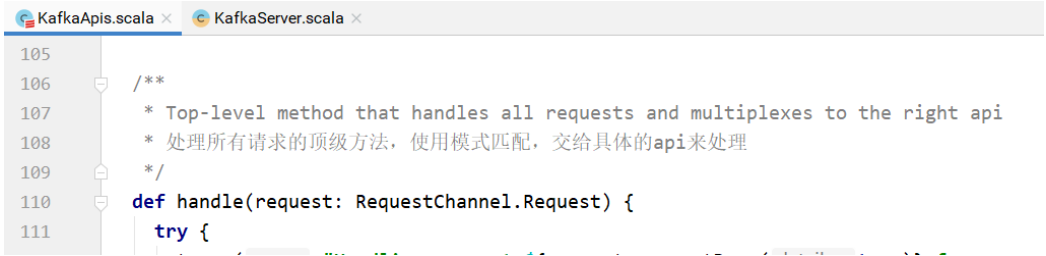 KafkaApis.scala × KafkaServer.scala ×
105
106 /**
107 * Top-level method that handles all requests and multiplexes to the right api
108 * 处理所有请求的顶级方法，使用模式匹配，交给具体的api来处理
109 */
110 def handle(request: RequestChannel.Request) {
111 try {